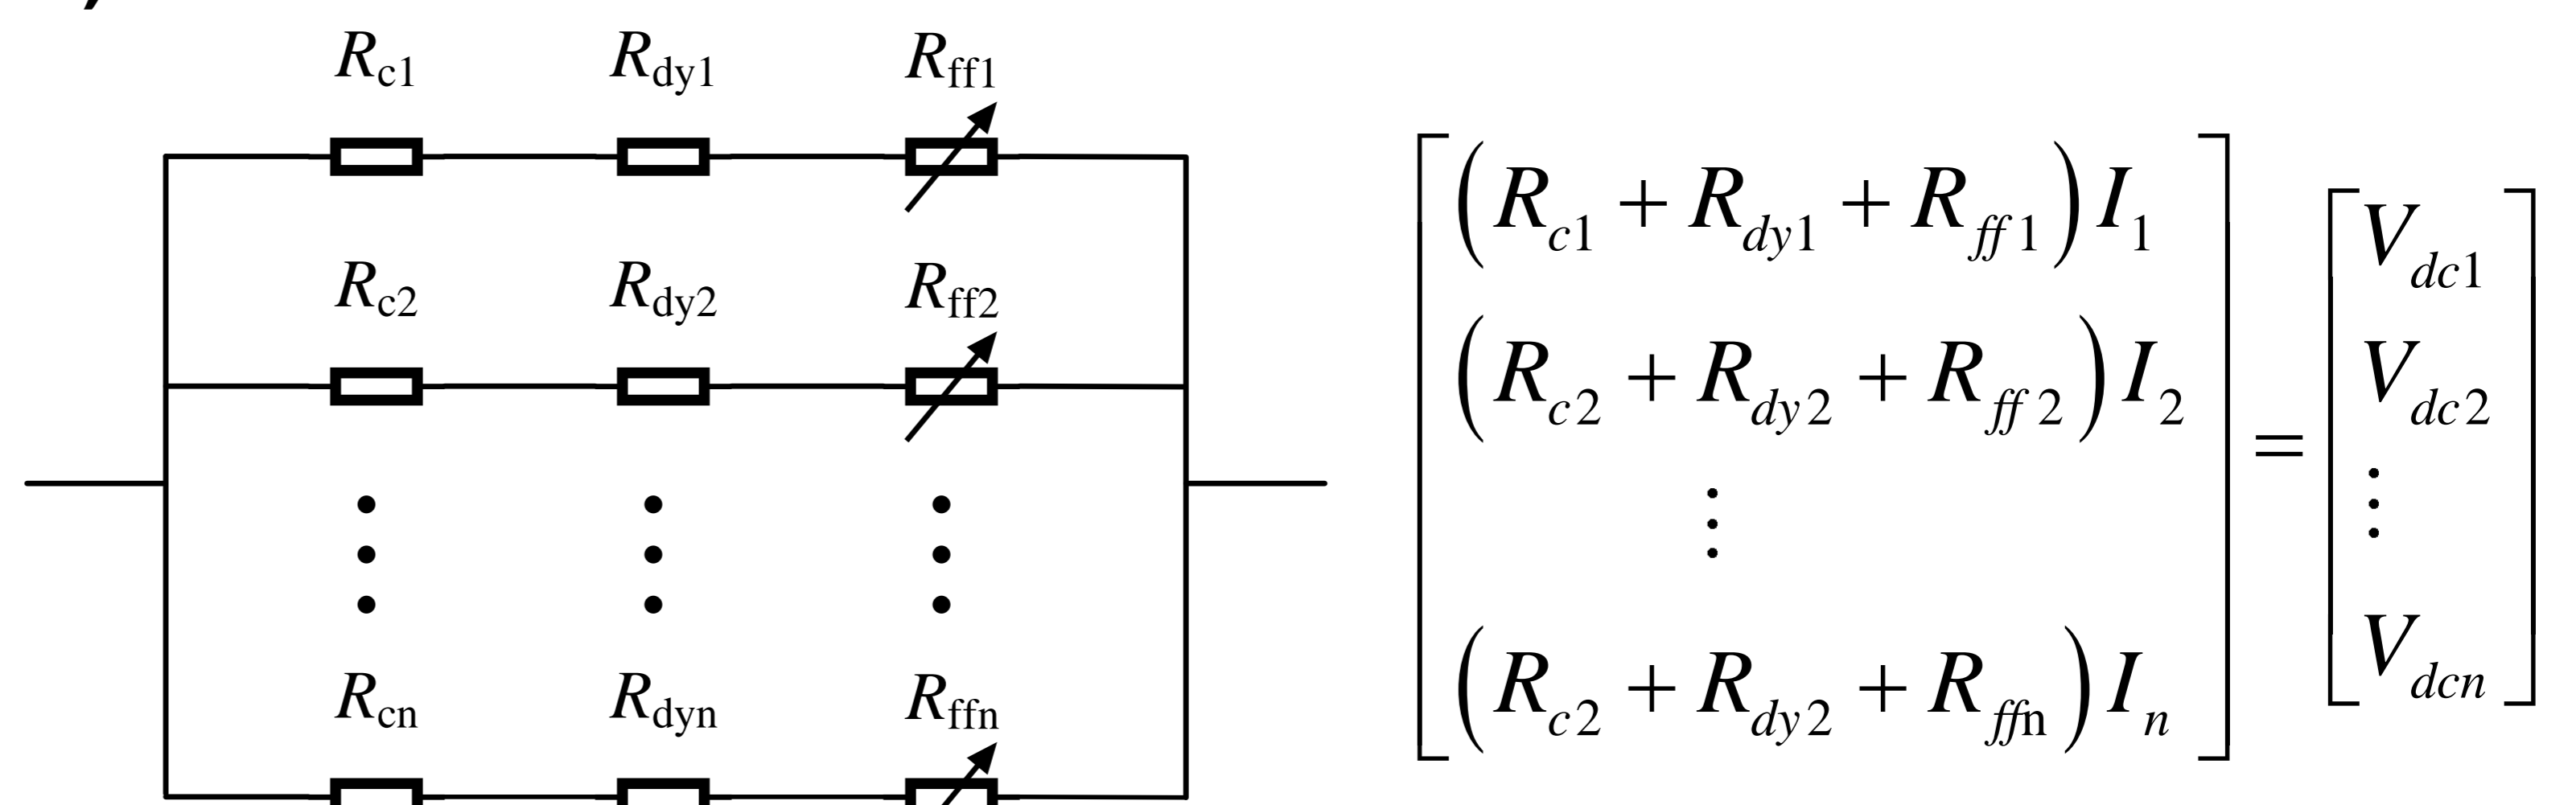 R_c1 R_dy1 R_ff1
R_c2 R_dy2 R_ff2
R_cn R_dyn R_ffn
(R_c1 + R_dy1 + R_ff1) I_1
(R_c2 + R_dy2 + R_ff2) I_2
⋮
(R_c2 + R_dy2 + R_ffn) I_n
=
V_dc1
V_dc2
⋮
V_dcn